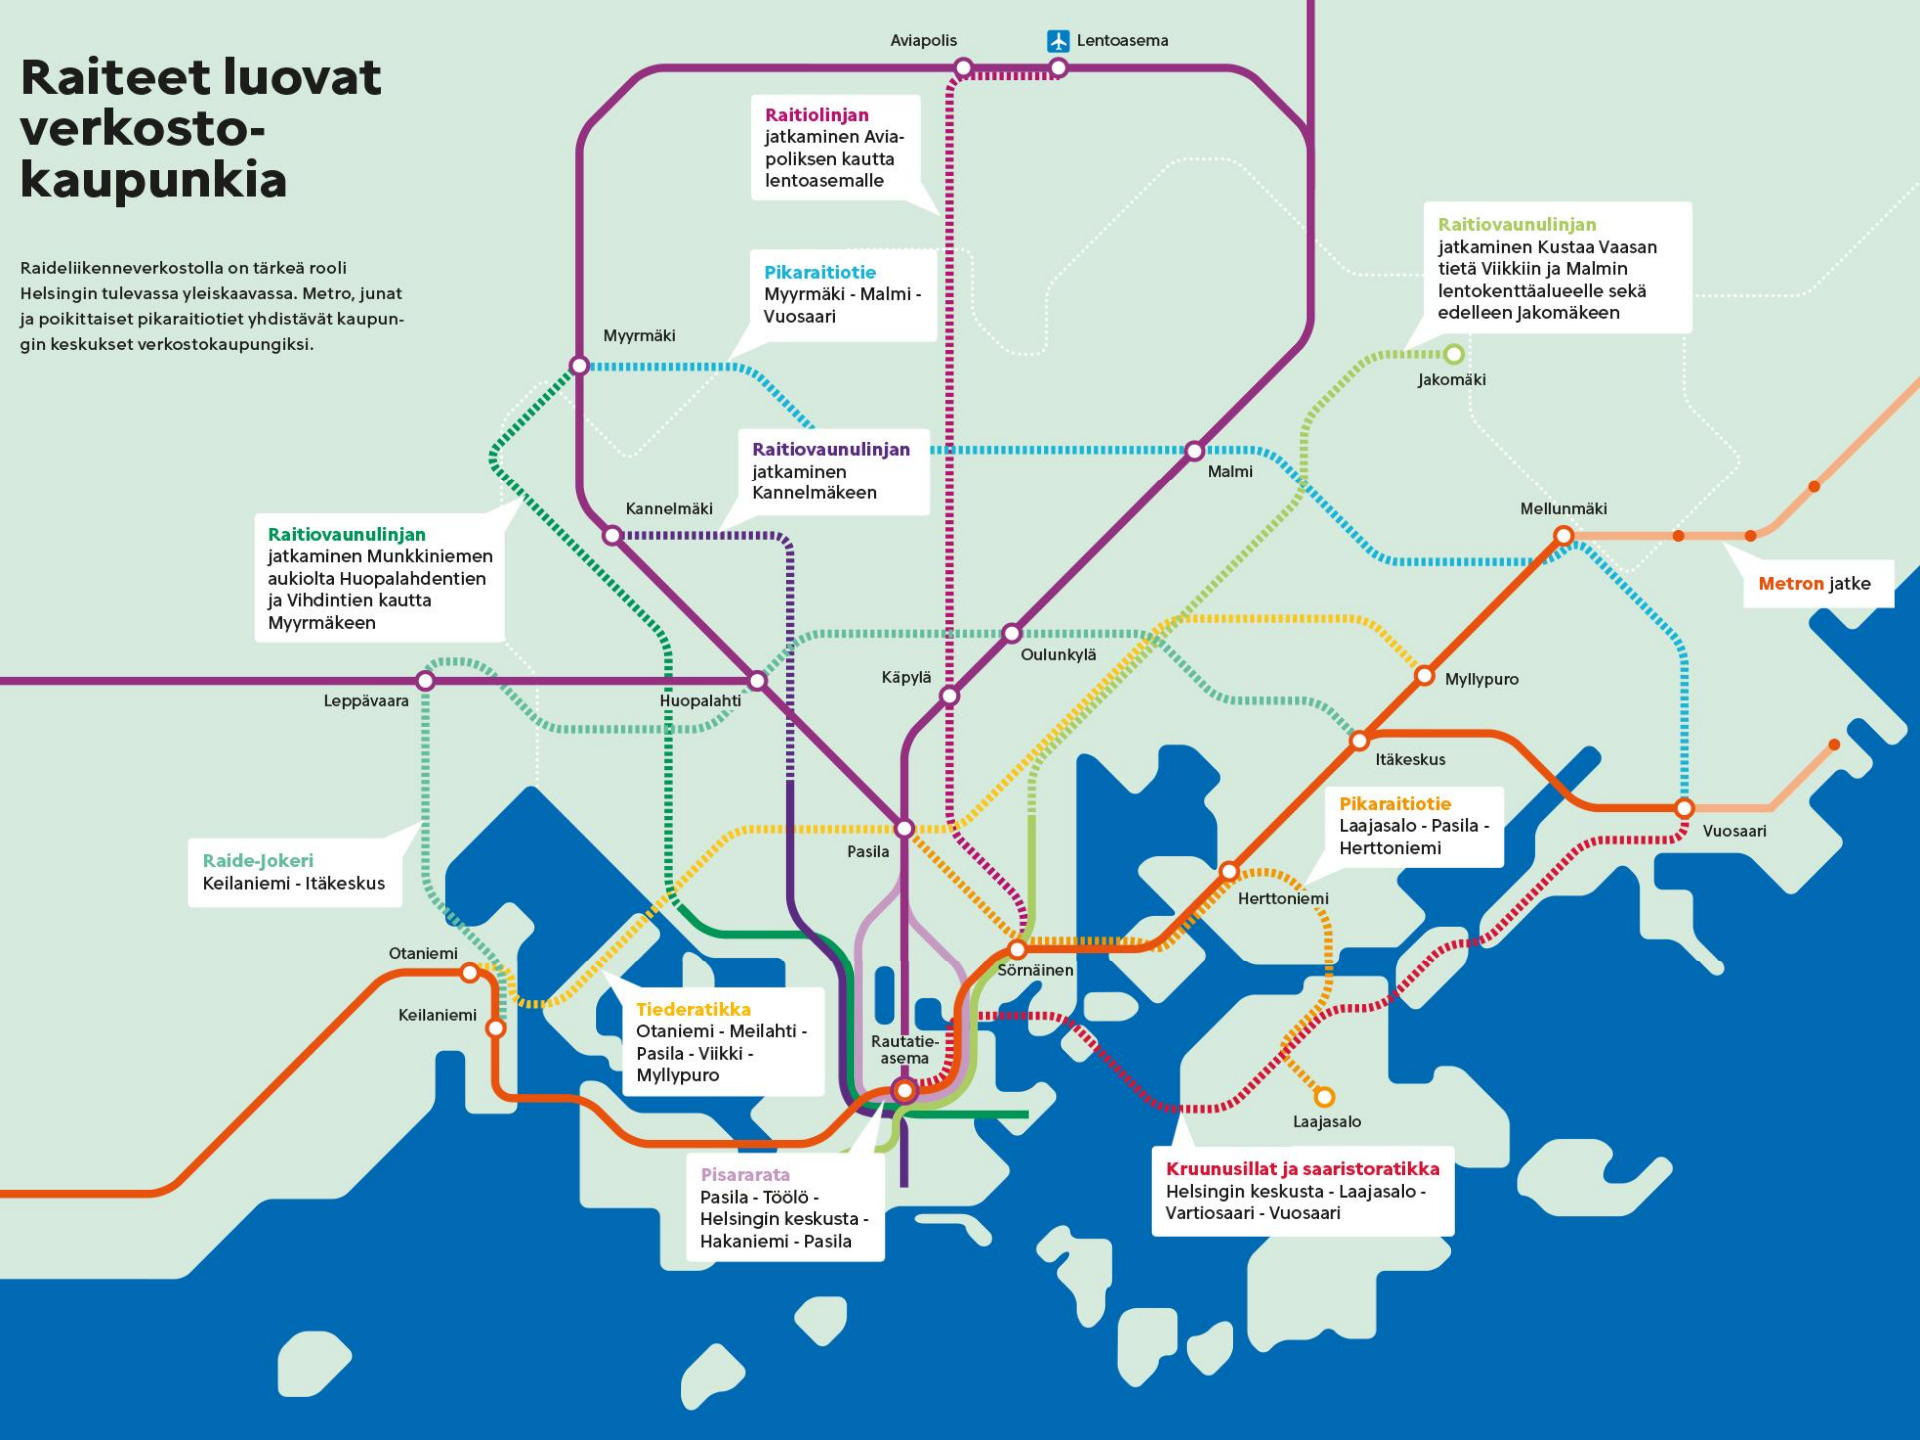 Raiteet luovat
verkosto-
kaupunkia
Raideliikenneverkostolla on tärkeä rooli
Helsingin tulevassa yleiskaavassa. Metro, junat
ja poikittaiset pikaraitiotiet yhdistävät kaupun-
gin keskukset verkostokaupungiksi.
Aviapolis
Lentoasema
Raitiolinjan
jatkaminen Avia-
poliksen kautta
lentoasemalle
Raitiovaunulinjan
jatkaminen Kustaa Vaasan
tietä Viikkiin ja Malmin
lentokenttäalueelle sekä
edelleen Jakomäkeen
Pikaraitiotie
Myyrmäki - Malmi -
Vuosaari
Myyrmäki
Jakomäki
Raitiovaunulinjan
jatkaminen
Kannelmäkeen
Malmi
Kannelmäki
Mellunmäki
Raitiovaunulinjan
jatkaminen Munkkiniemen
aukiolta Huopalahdentien
ja Vihdintien kautta
Myyrmäkeen
Metron jatke
Oulunkylä
Käpylä
Myllypuro
Leppävaara
Huopalahti
Itäkeskus
Pikaraitiotie
Laajasalo - Pasila -
Herttoniemi
Vuosaari
Pasila
Raide-Jokeri
Keilaniemi - Itäkeskus
Herttoniemi
Otaniemi
Sörnäinen
Keilaniemi
Tiederatikka
Otaniemi - Meilahti -
Pasila - Viikki -
Myllypuro
Rautatie-
asema
Laajasalo
Pisararata
Pasila - Töölö -
Helsingin keskusta -
Hakaniemi - Pasila
Kruunusillat ja saaristoratikka
Helsingin keskusta - Laajasalo -
Vartiosaari - Vuosaari